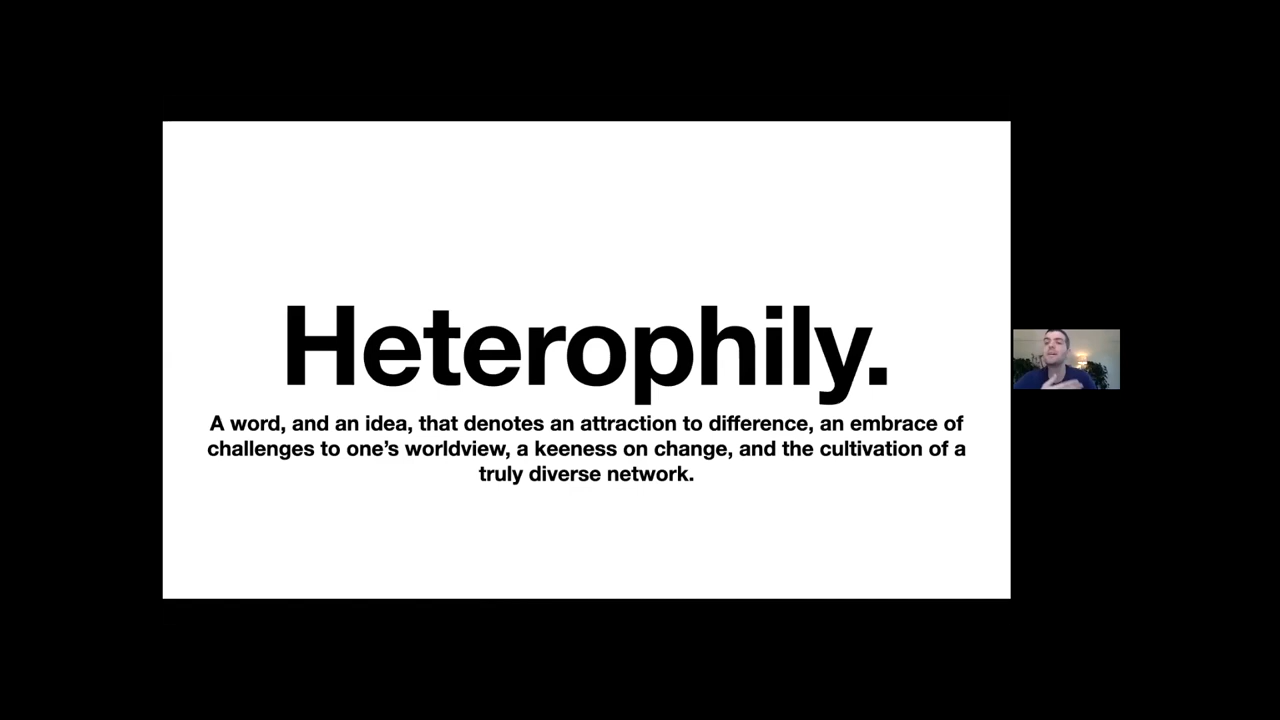 Heterophily.
A word, and an idea, that denotes an attraction to difference, an embrace of
challenges to one’s worldview, a keeness on change, and the cultivation of a
truly diverse network.